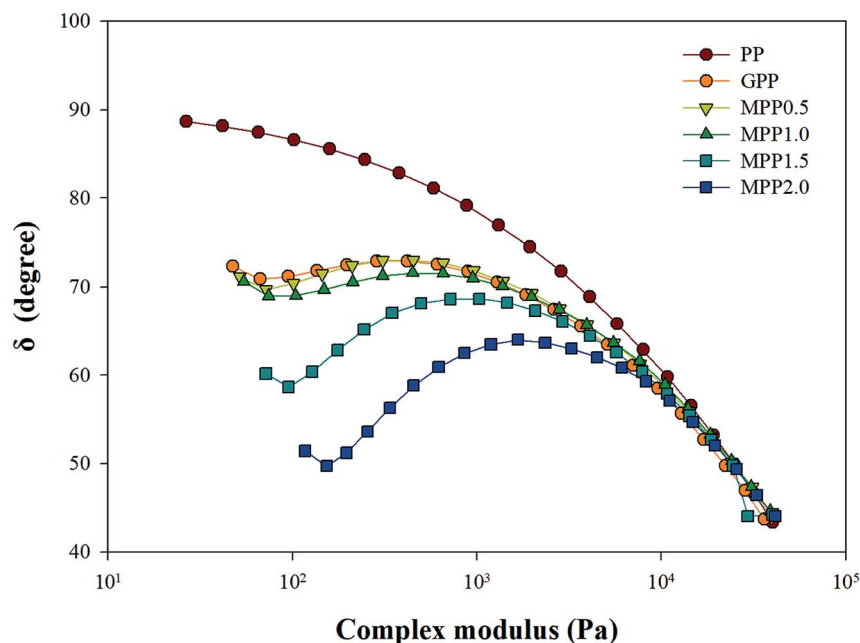 100
90
80
70
60
50
40
δ (degree)
PP
GPP
MPP0.5
MPP1.0
MPP1.5
MPP2.0
10¹ 10² 10³ 10⁴ 10⁵
Complex modulus (Pa)